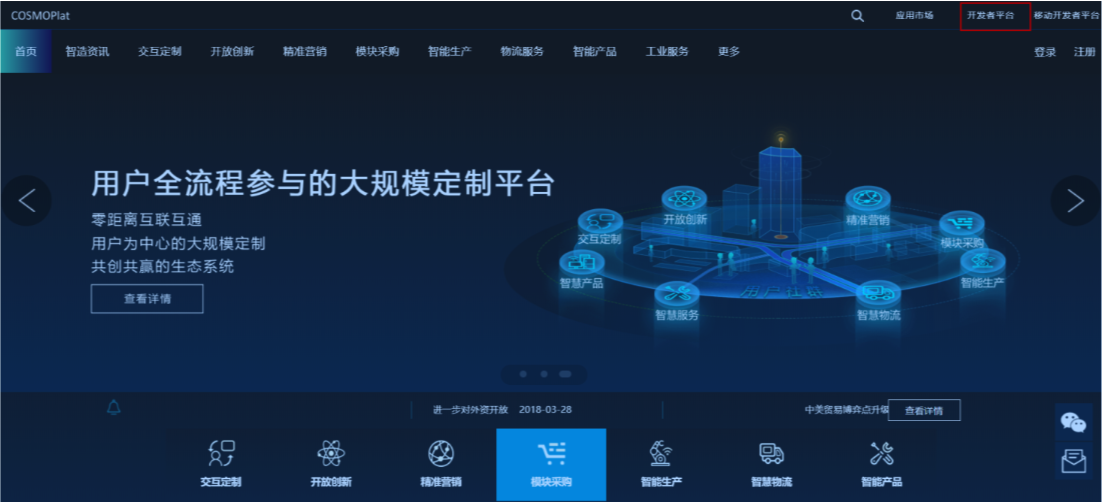 COSMOPlat
应用市场
开发者平台
移动开发者平台
首页
智造资讯
交互定制
开放创新
精准营销
模块采购
智能生产
物流服务
智能产品
工业服务
更多
登录
注册
用户全流程参与的大规模定制平台
零距离互联互通
用户为中心的大规模定制
共创共赢的生态系统
查看详情
开放创新
精准营销
交互定制
模块采购
智慧产品
智能生产
用户社群
智慧服务
智慧物流
进一步对外资开放 2018-03-28
中美贸易博弈点升级
查看详情
交互定制
开放创新
精准营销
模块采购
智能生产
智慧物流
智能产品